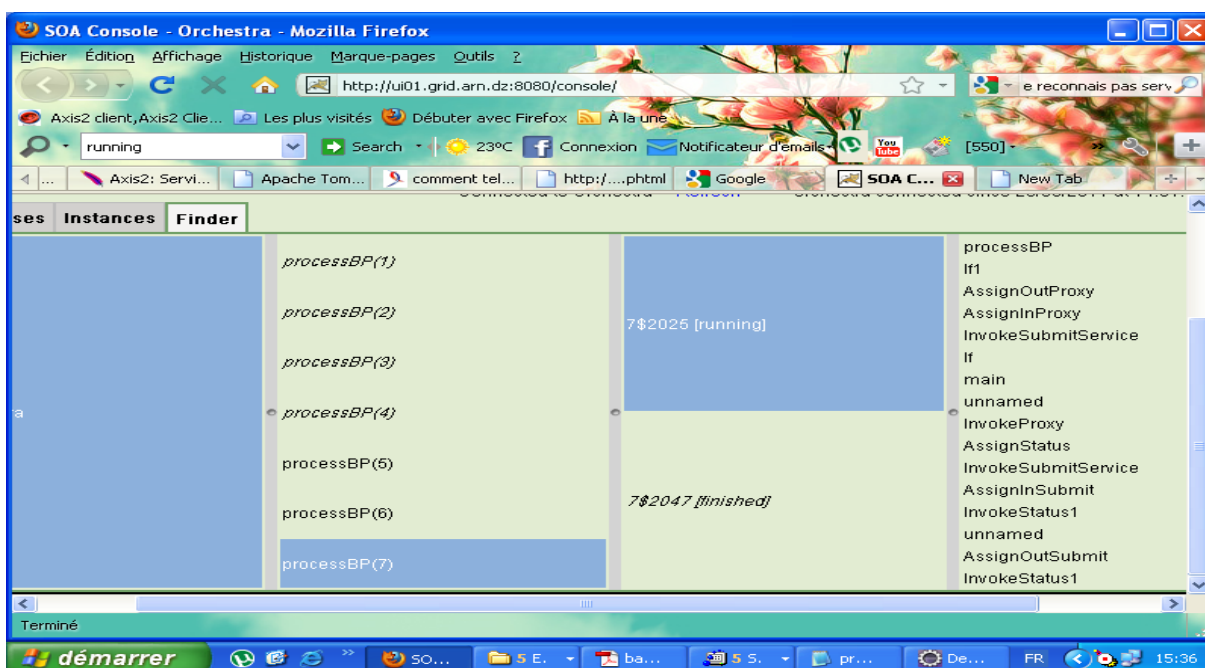 SOA Console - Orchestra - Mozilla Firefox
Fichier Édition Affichage Historique Marque-pages Outils ?
http://ui01.grid.arn.dz:8080/console/
e reconnais pas serv
Axis2 client,Axis2 Clie... Les plus visités Débuter avec Firefox À la une
running Search 23°C Connexion Notificateur d'emails You Tube [550]
... Axis2: Servi... Apache Tom... comment tel... http:/....phtml Google SOA C... New Tab
ses Instances Finder
processBP(1)
processBP(2)
processBP(3)
processBP(4)
processBP(5)
processBP(6)
processBP(7)
ra
7$2025 [running]
7$2047 [finished]
processBP
If1
AssignOutProxy
AssignInProxy
InvokeSubmitService
If
main
unnamed
InvokeProxy
AssignStatus
InvokeSubmitService
AssignInSubmit
InvokeStatus1
unnamed
AssignOutSubmit
InvokeStatus1
Terminé
démarrer SO... 5 E. ba... 5 S. pr... De... FR 15:36